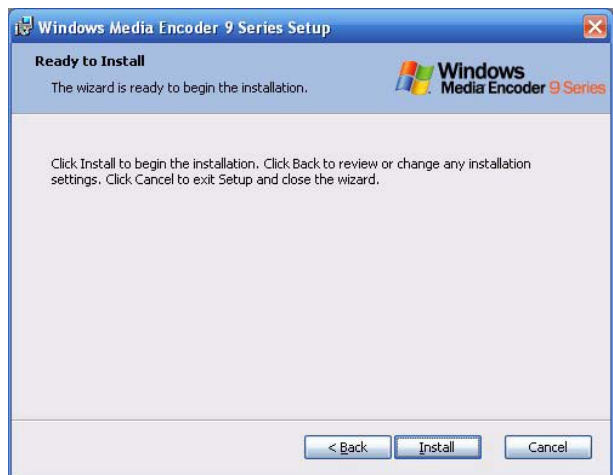 Windows Media Encoder 9 Series Setup
Ready to Install
The wizard is ready to begin the installation.
Windows
Media Encoder 9 Series
Click Install to begin the installation. Click Back to review or change any installation
settings. Click Cancel to exit Setup and close the wizard.
< Back
Install
Cancel